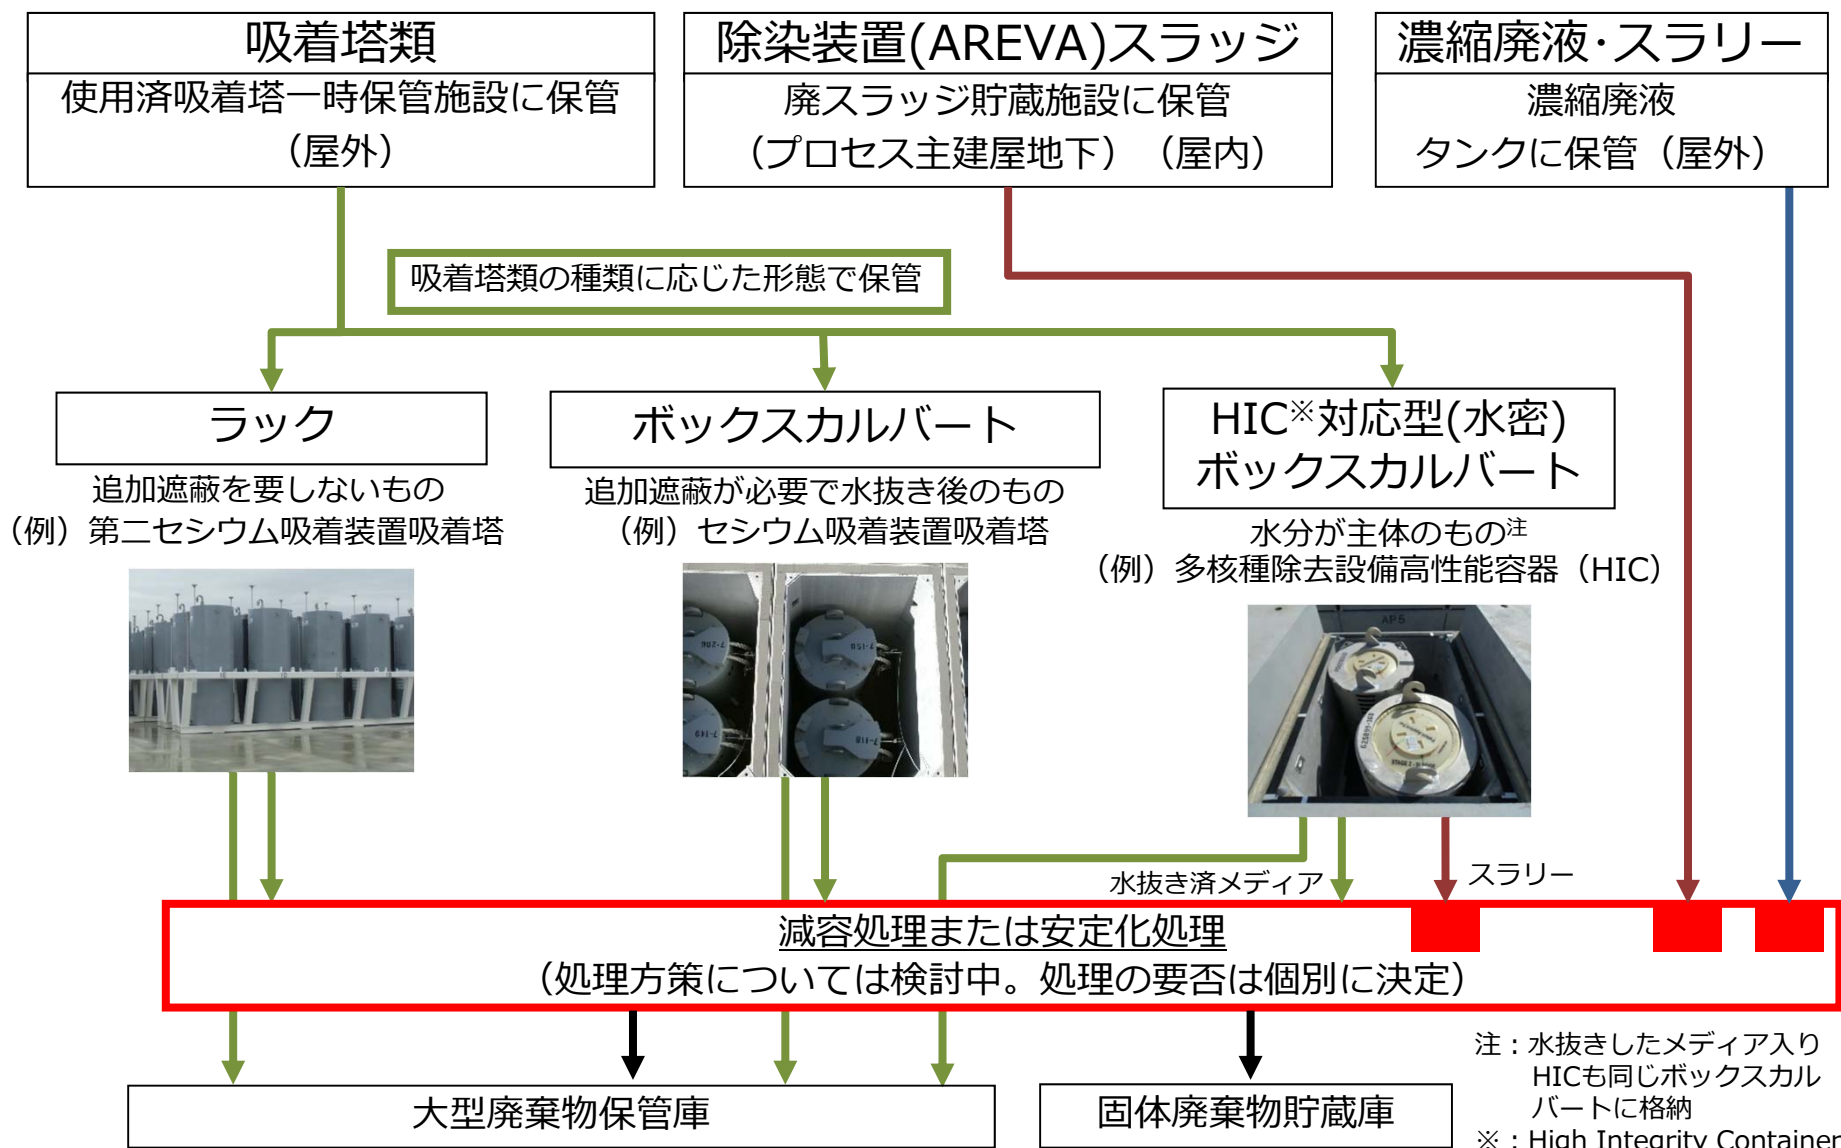 吸着塔類
使用済吸着塔一時保管施設に保管
（屋外）
除染装置(AREVA)スラッジ
廃スラッジ貯蔵施設に保管
（プロセス主建屋地下）（屋内）
濃縮廃液・スラリー
濃縮廃液
タンクに保管（屋外）
吸着塔類の種類に応じた形態で保管
ラック
追加遮蔽を要しないもの
（例）第二セシウム吸着装置吸着塔
ボックスカルバート
追加遮蔽が必要で水抜き後のもの
（例）セシウム吸着装置吸着塔
7-206
7-150
7-149
7-118
HIC※対応型(水密)
ボックスカルバート
水分が主体のもの注
（例）多核種除去設備高性能容器（HIC）
AP5
水抜き済メディア
スラリー
減容処理または安定化処理
（処理方策については検討中。処理の要否は個別に決定）
大型廃棄物保管庫
固体廃棄物貯蔵庫
注：水抜きしたメディア入り
HICも同じボックスカル
バートに格納
※：High Integrity Container